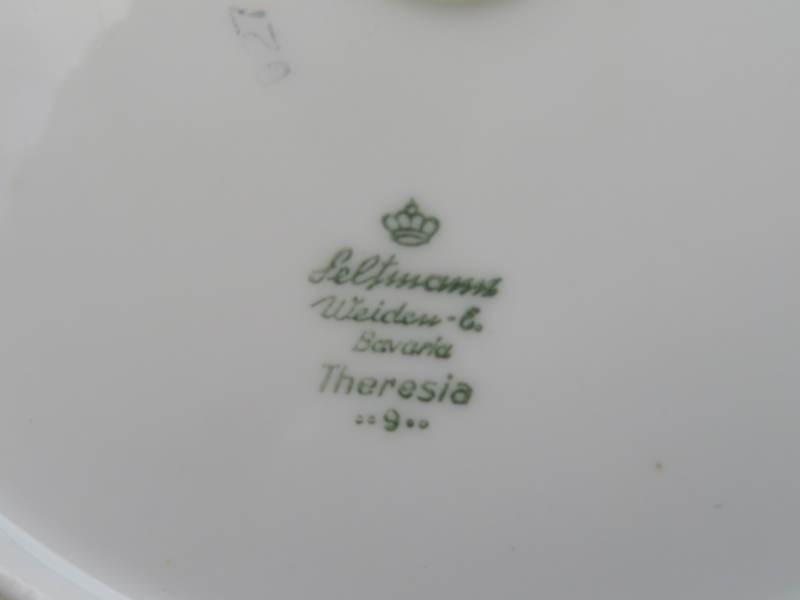 Seltmann
Weiden-b.
Bavaria
Theresia
9